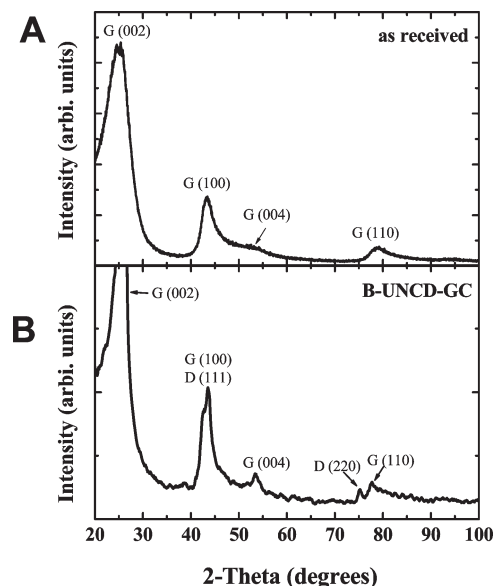 A
G (002)
as received
Intensity (arbi. units)
G (100)
G (004)
G (110)
B
B-UNCD-GC
G (002)
Intensity (arbi. units)
G (100)
D (111)
G (004)
D (220)
G (110)
20 30 40 50 60 70 80 90 100
2-Theta (degrees)